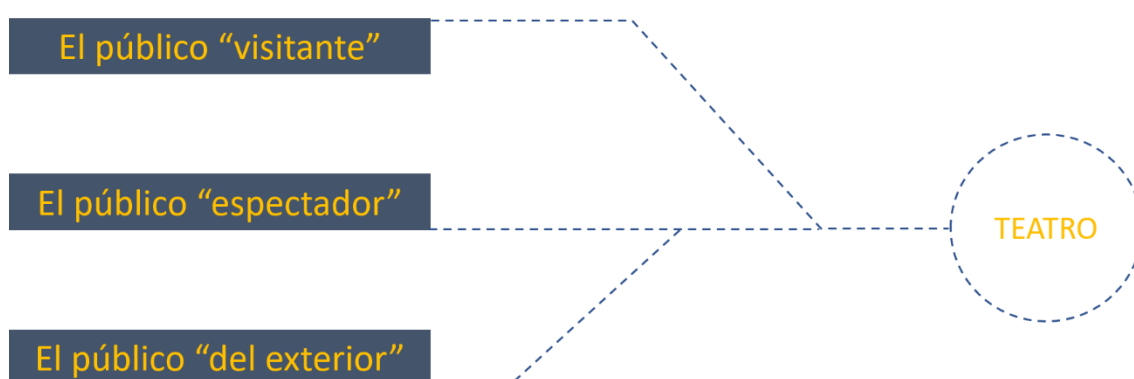 El público “visitante”
El público “espectador”
TEATRO
El público “del exterior”